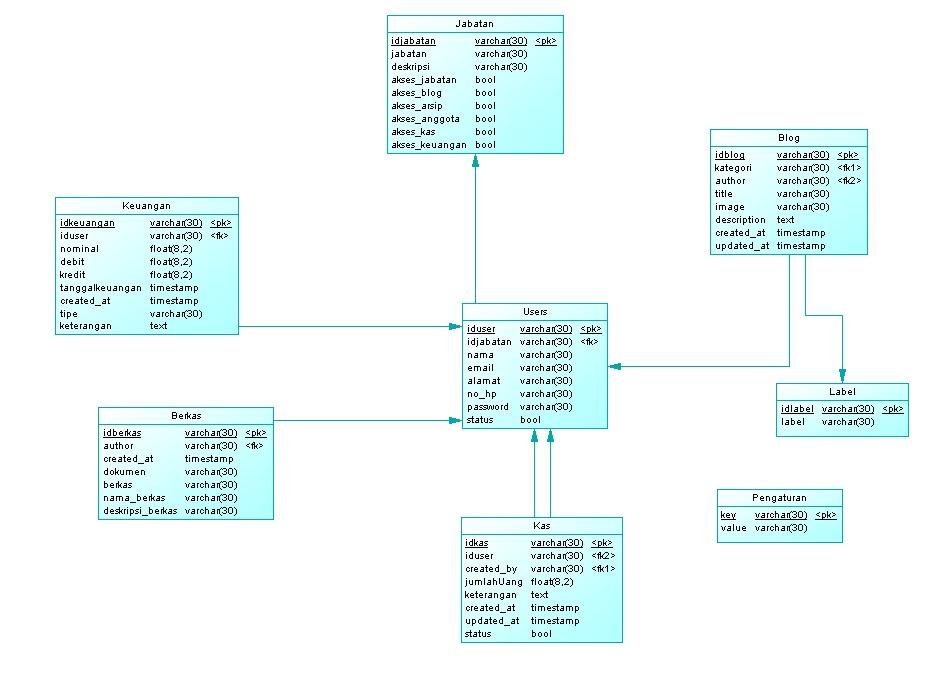 Jabatan
idjabatan varchar(30) <pk>
jabatan varchar(30)
deskripsi varchar(30)
akses_jabatan bool
akses_blog bool
akses_arsip bool
akses_anggota bool
akses_kas bool
akses_keuangan bool
Blog
idblog varchar(30) <pk>
kategori varchar(30) <fk1>
author varchar(30) <fk2>
title varchar(30)
image varchar(30)
description text
created_at timestamp
updated_at timestamp
Keuangan
idkeuangan varchar(30) <pk>
iduser varchar(30) <fk>
nominal float(8,2)
debit float(8,2)
kredit float(8,2)
tanggalkeuangan timestamp
created_at timestamp
tipe varchar(30)
keterangan text
Users
iduser varchar(30) <pk>
idjabatan varchar(30) <fk>
nama varchar(30)
email varchar(30)
alamat varchar(30)
no_hp varchar(30)
password varchar(30)
status bool
Label
idlabel varchar(30) <pk>
label varchar(30)
Berkas
idberkas varchar(30) <pk>
author varchar(30) <fk>
created_at timestamp
dokumen varchar(30)
berkas varchar(30)
nama_berkas varchar(30)
deskripsi_berkas varchar(30)
Pengaturan
key varchar(30) <pk>
value varchar(30)
Kas
idkas varchar(30) <pk>
iduser varchar(30) <fk2>
created_by varchar(30) <fk1>
jumlahUang float(8,2)
keterangan text
created_at timestamp
updated_at timestamp
status bool